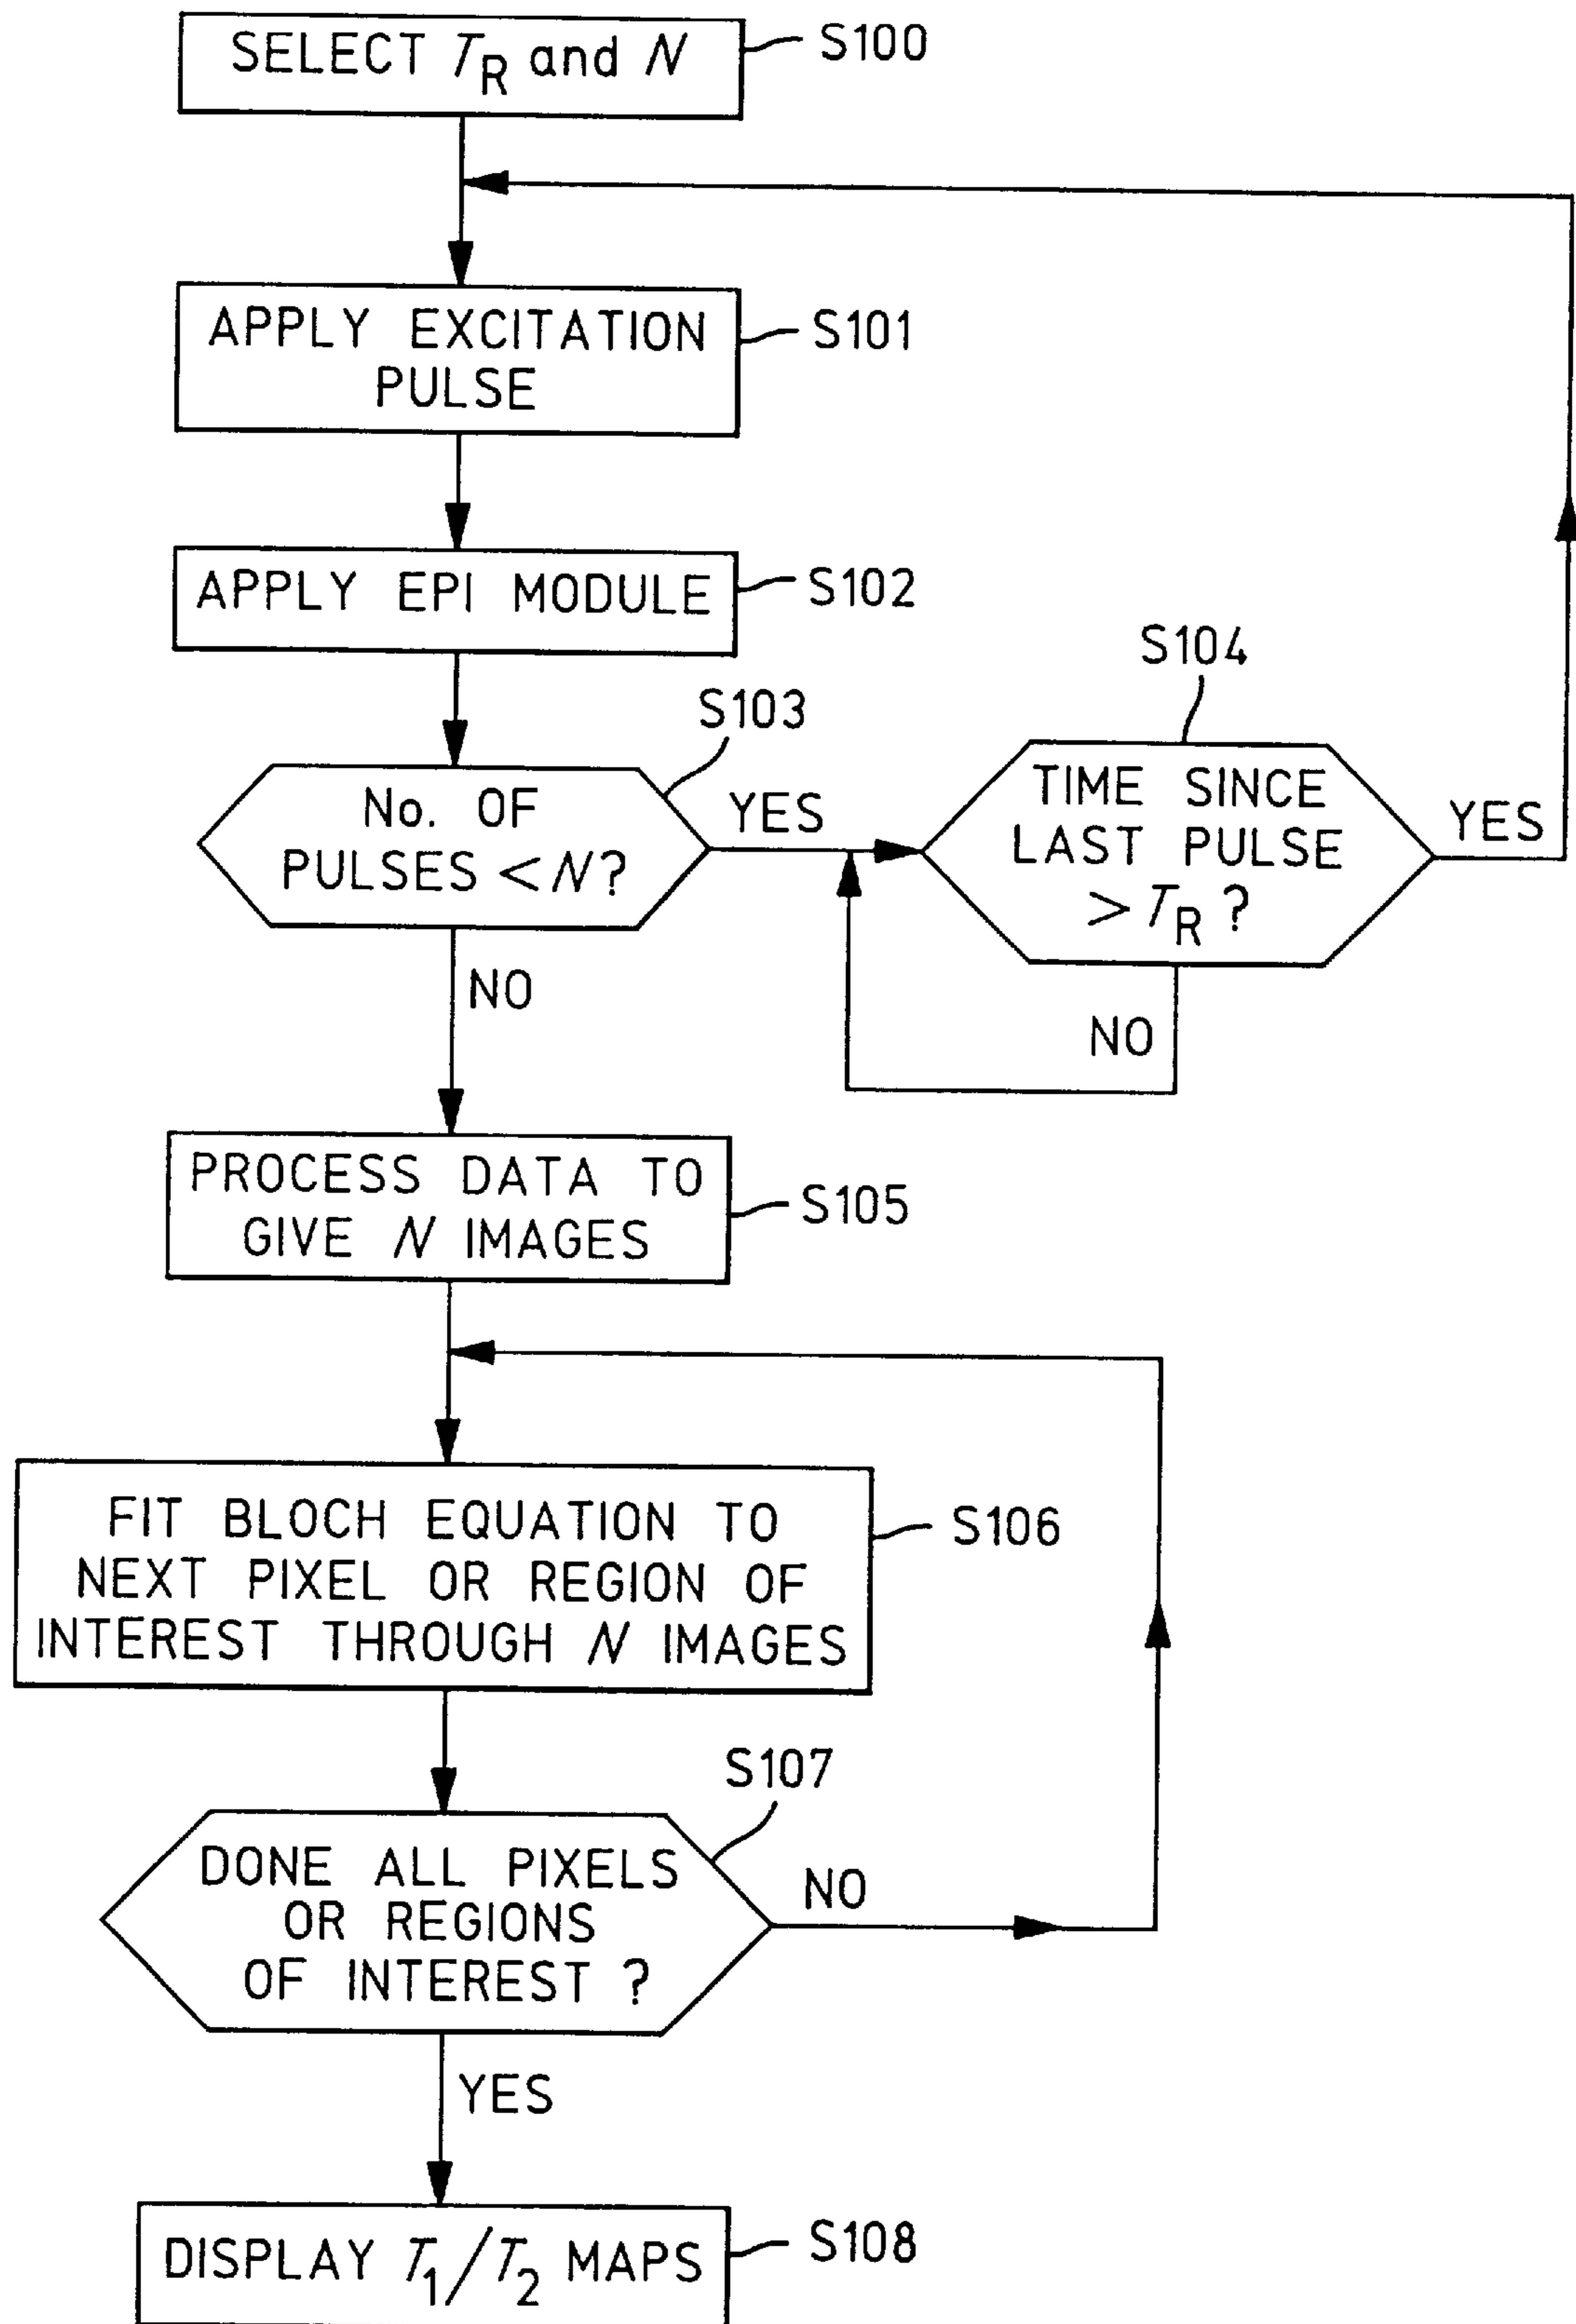 SELECT TR and N
S100
APPLY EXCITATION
PULSE
S101
APPLY EPI MODULE
S102
S103
No. OF
PULSES < N?
YES
NO
S104
TIME SINCE
LAST PULSE
> TR ?
YES
NO
PROCESS DATA TO
GIVE N IMAGES
S105
FIT BLOCH EQUATION TO
NEXT PIXEL OR REGION OF
INTEREST THROUGH N IMAGES
S106
S107
DONE ALL PIXELS
OR REGIONS
OF INTEREST ?
NO
YES
DISPLAY T1/T2 MAPS
S108